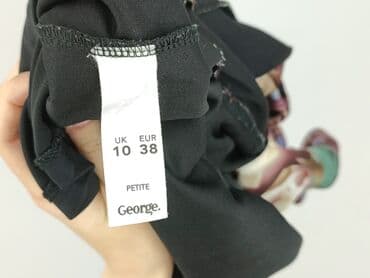 UK EUR
10 38
PETITE
George.